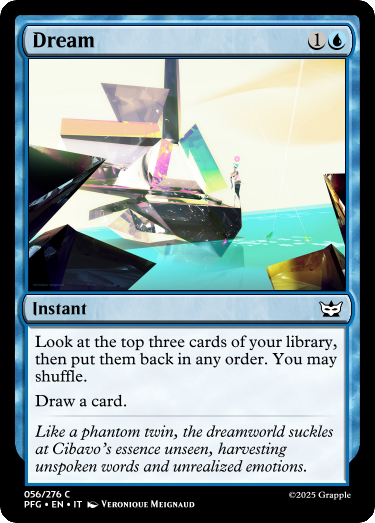 Dream 1
Instant
Look at the top three cards of your library,
then put them back in any order. You may
shuffle.
Draw a card.
Like a phantom twin, the dreamworld suckles
at Cibavo's essence unseen, harvesting
unspoken words and unrealized emotions.
056/276 C
PFG • EN • IT Veronique Meignaud
©2025 Grapple